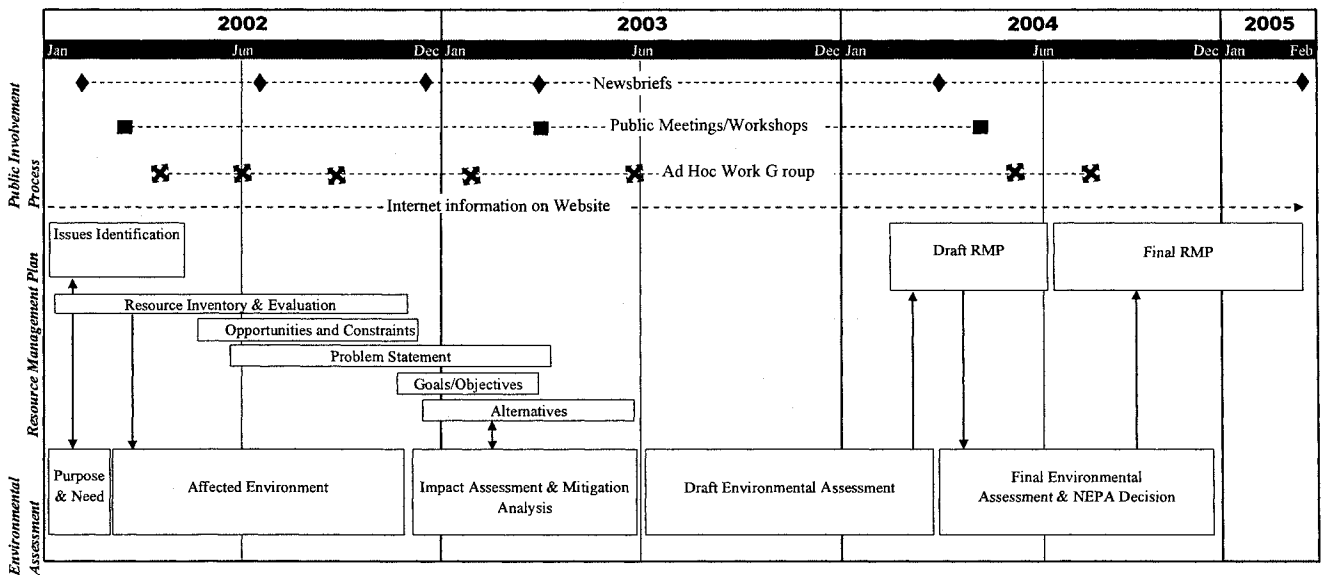 2002 2003 2004 2005
Jan Jun Dec Jan Jun Dec Jan Jun Dec Jan Feb
Public Involvement
Process
Newsbriefs
Public Meetings/Workshops
Ad Hoc Work G roup
Internet information on Website
Resource Management Plan
Issues Identification
Draft RMP
Final RMP
Resource Inventory & Evaluation
Opportunities and Constraints
Problem Statement
Goals/Objectives
Alternatives
Environmental
Assessment
Purpose
& Need
Affected Environment
Impact Assessment & Mitigation
Analysis
Draft Environmental Assessment
Final Environmental
Assessment & NEPA Decision